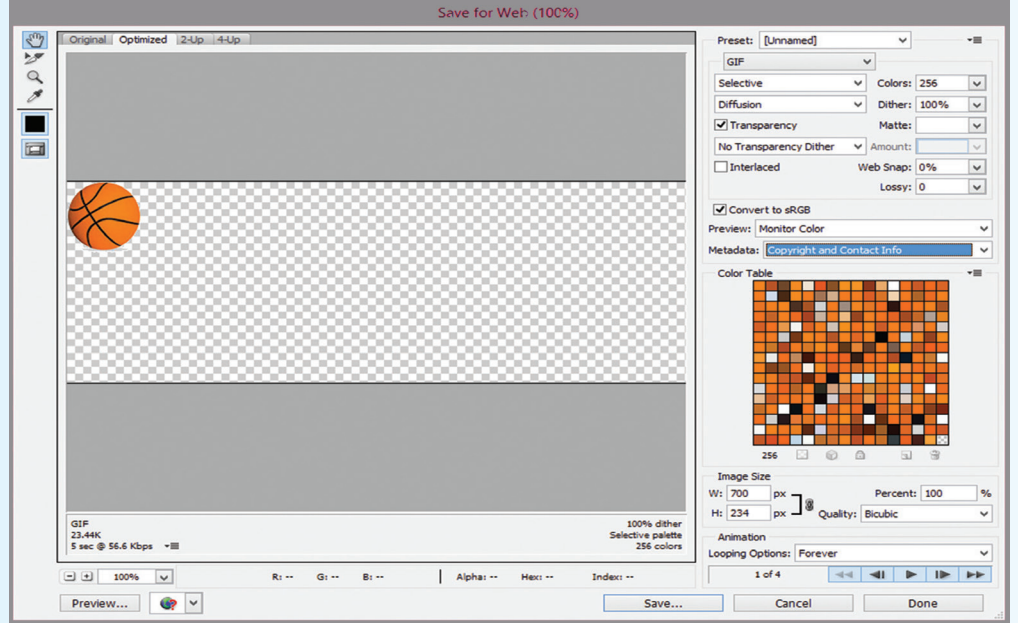 Save for Web (100%)
Original Optimized 2-Up 4-Up
Preset: [Unnamed]
GIF
Selective Colors: 256
Diffusion Dither: 100%
Transparency Matte:
No Transparency Dither Amount:
Interlaced Web Snap: 0%
Lossy: 0
Convert to sRGB
Preview: Monitor Color
Metadata: Copyright and Contact Info
Color Table
256
Image Size
W: 700 px Percent: 100 %
H: 234 px Quality: Bicubic
Animation
Looping Options: Forever
1 of 4
GIF 100% dither
23.44K Selective palette
5 sec @ 56.6 Kbps 256 colors
100% R: -- G: -- B: -- Alpha: -- Hex: -- Index: --
Preview... Save... Cancel Done